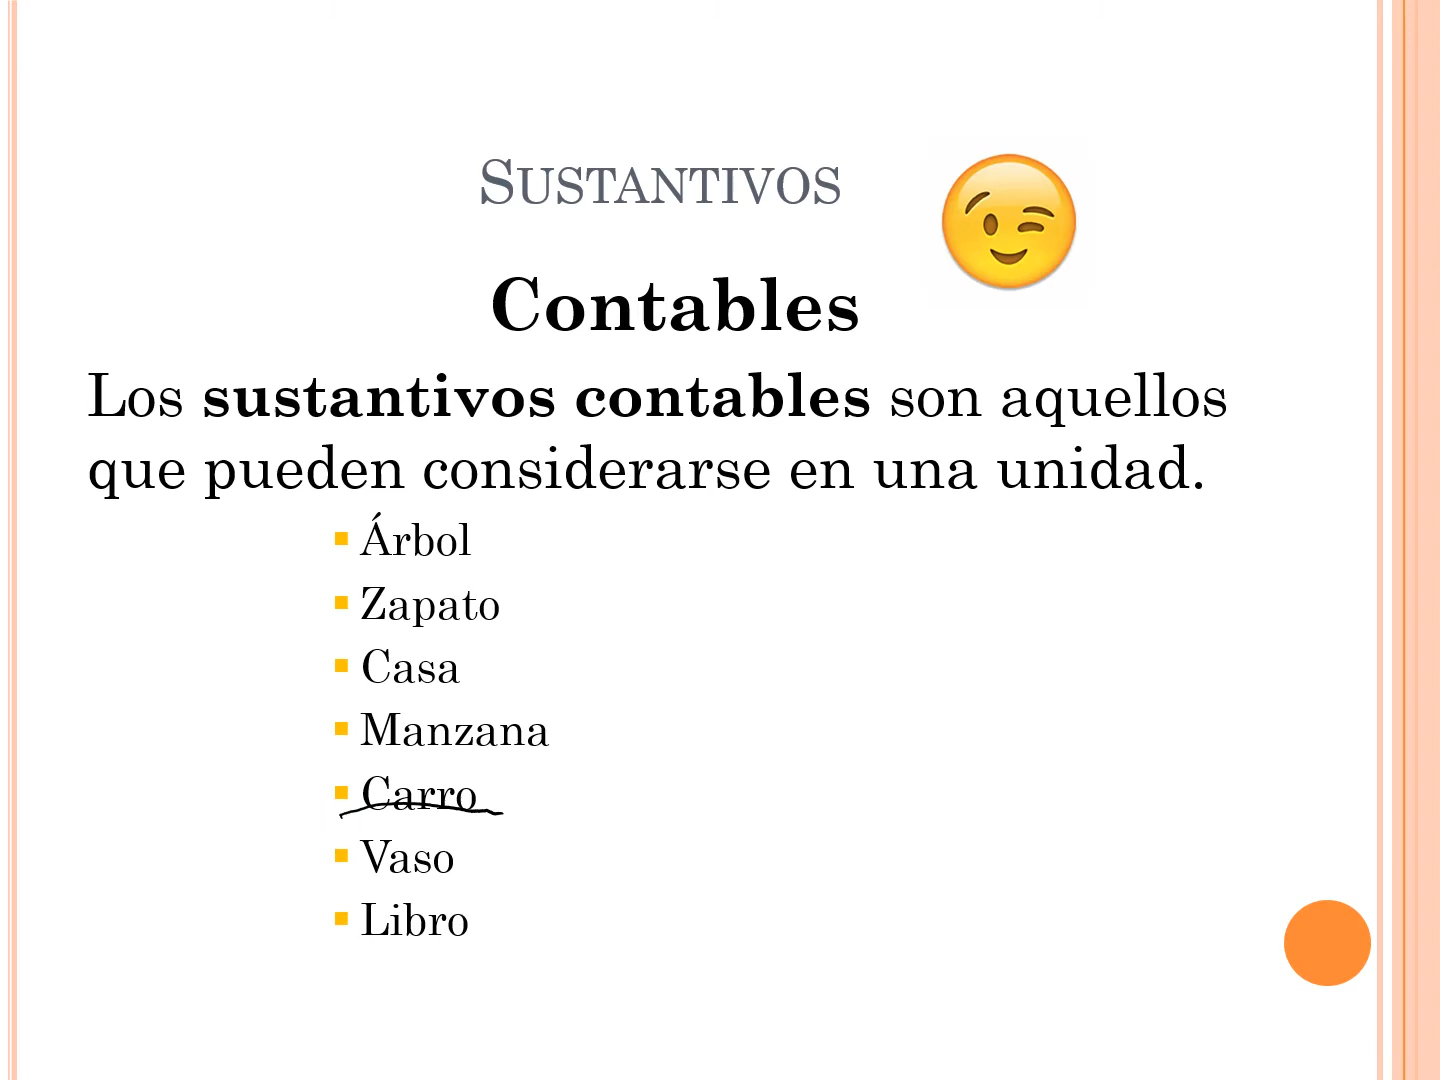 SUSTANTIVOS
Contables
Los sustantivos contables son aquellos
que pueden considerarse en una unidad.
Árbol
Zapato
Casa
Manzana
Carro
Vaso
Libro